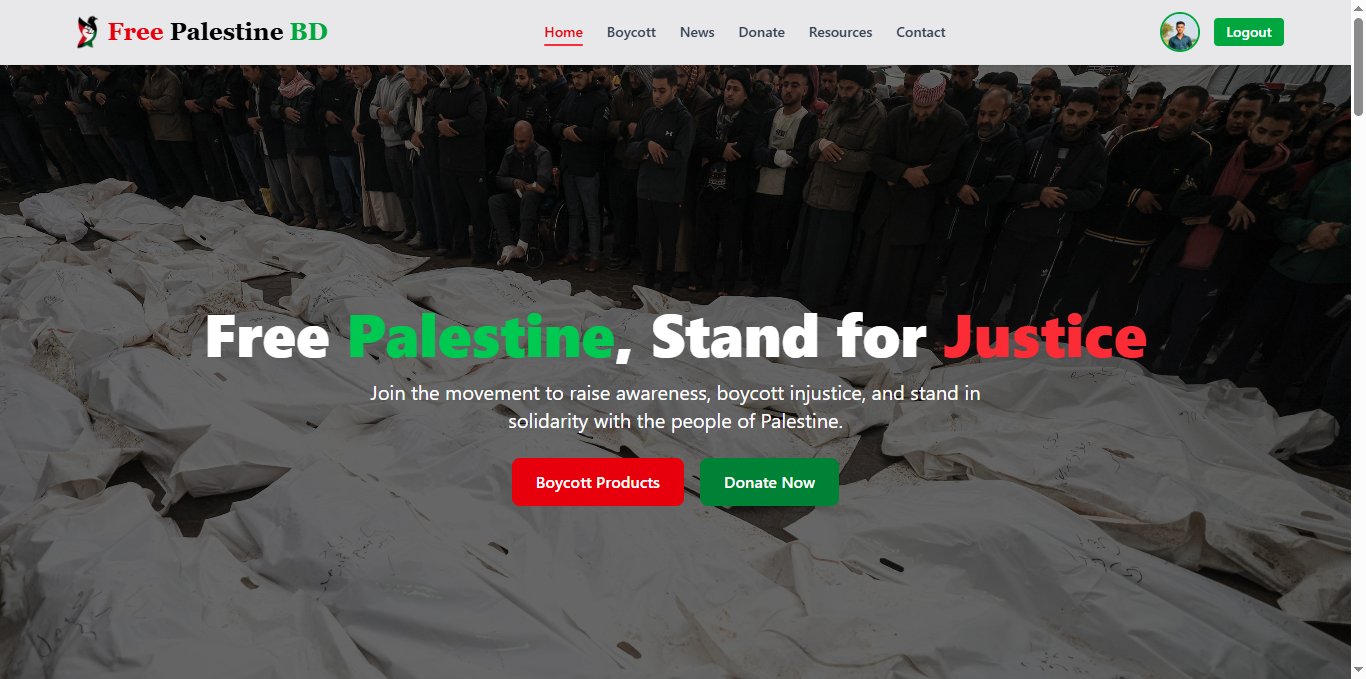 Free Palestine BD
Home
Boycott
News
Donate
Resources
Contact
Logout
Free Palestine, Stand for Justice
Join the movement to raise awareness, boycott injustice, and stand in
solidarity with the people of Palestine.
Boycott Products
Donate Now